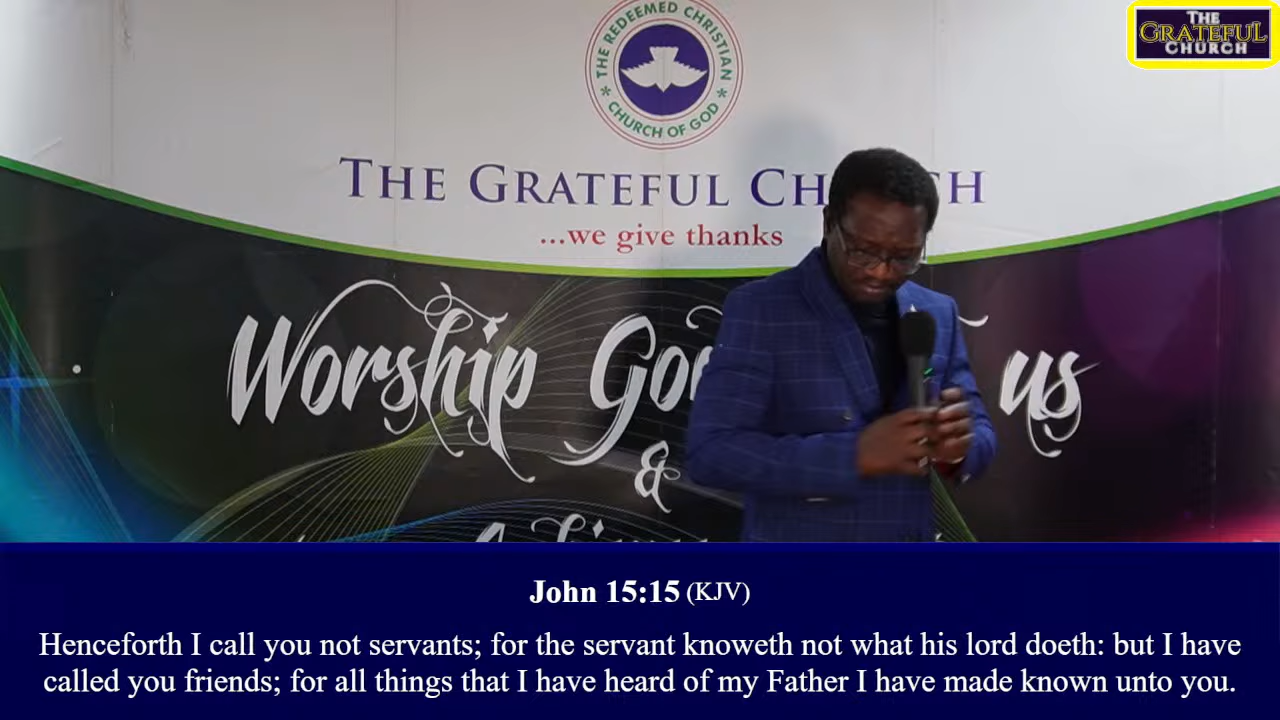 THE REDEEMED CHRISTIAN
CHURCH OF GOD
THE
GRATEFUL
CHURCH
THE GRATEFUL CH
...we give thanks
Worship us
&
John 15:15 (KJV)
Henceforth I call you not servants; for the servant knoweth not what his lord doeth: but I have
called you friends; for all things that I have heard of my Father I have made known unto you.